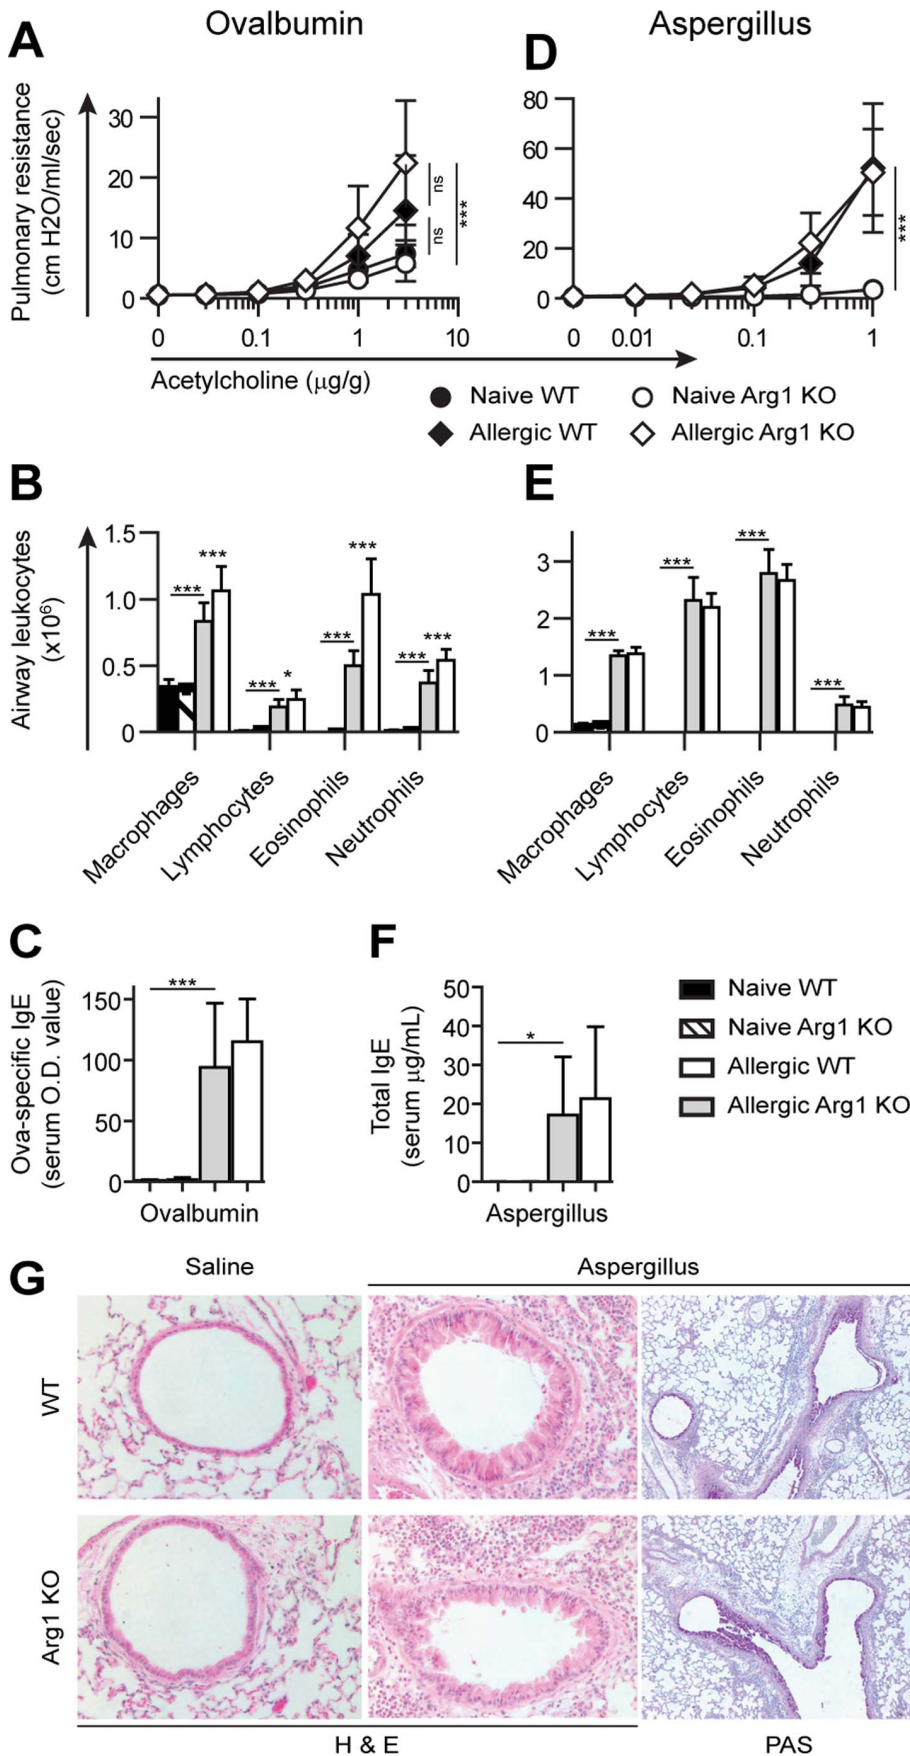 Ovalbumin
Aspergillus
A
Pulmonary resistance
(cm H2O/ml/sec)
30
20
10
0
0
0.1
1
10
ns
ns
***
D
80
60
40
20
0
0
0.01
0.1
1
***
Acetylcholine (μg/g)
Naive WT
Naive Arg1 KO
Allergic WT
Allergic Arg1 KO
B
Airway leukocytes
(x10⁶)
1.5
1.0
0.5
0
***
***
***
*
***
***
***
***
Macrophages
Lymphocytes
Eosinophils
Neutrophils
E
3
2
1
0
***
***
***
***
Macrophages
Lymphocytes
Eosinophils
Neutrophils
C
Ova-specific IgE
(serum O.D. value)
150
100
50
0
***
Ovalbumin
F
Total IgE
(serum μg/mL)
50
40
30
20
10
0
*
Aspergillus
Naive WT
Naive Arg1 KO
Allergic WT
Allergic Arg1 KO
G
Saline
Aspergillus
WT
Arg1 KO
H & E
PAS